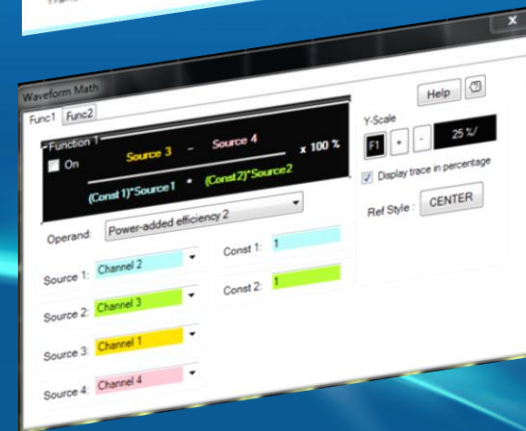 Waveform Math
x
Func1 Func2
Help
Function 1
On
Source 3 - Source 4
x 100 %
(Const 1)*Source1 * (Const2)*Source2
Y-Scale
F1 + - 25 %/
Display trace in percentage
Ref Style : CENTER
Operand: Power-added efficiency 2
Source 1: Channel 2
Const 1: 1
Source 2: Channel 3
Const 2: 1
Source 3: Channel 1
Source 4: Channel 4